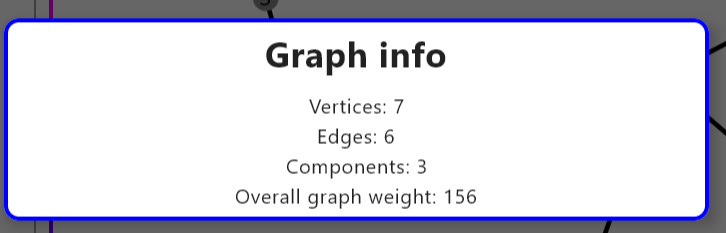 Graph info
Vertices: 7
Edges: 6
Components: 3
Overall graph weight: 156